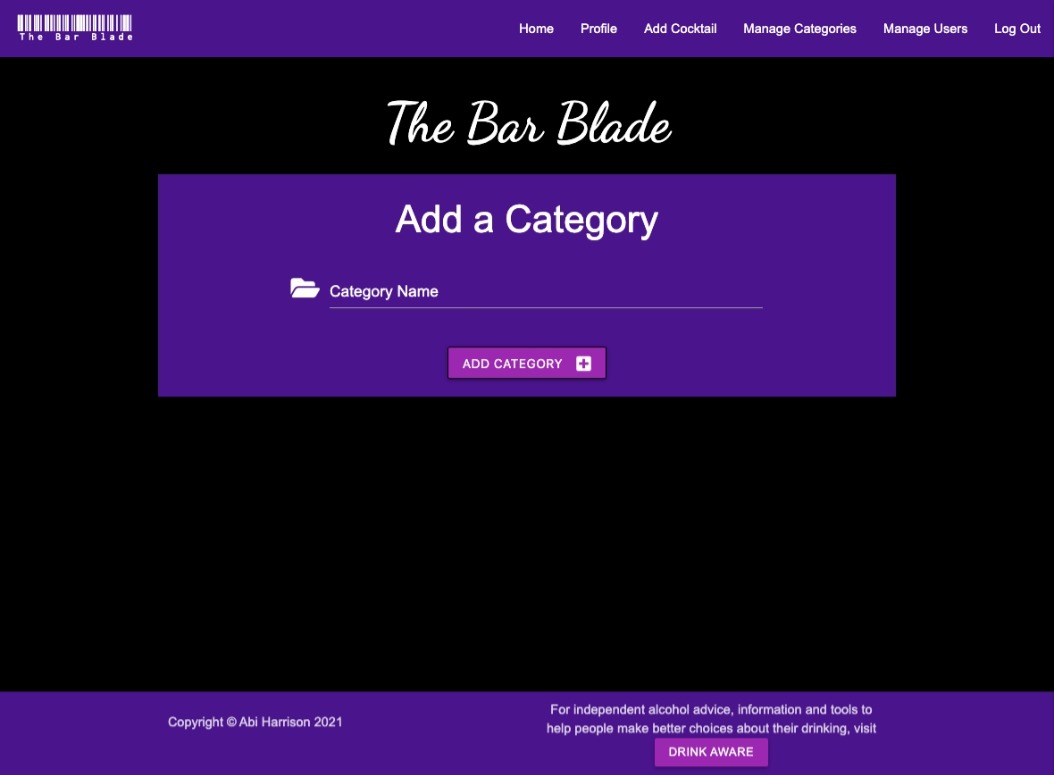 The Bar Blade
Home Profile Add Cocktail Manage Categories Manage Users Log Out
The Bar Blade
Add a Category
Category Name
ADD CATEGORY
Copyright © Abi Harrison 2021
For independent alcohol advice, information and tools to
help people make better choices about their drinking, visit
DRINK AWARE